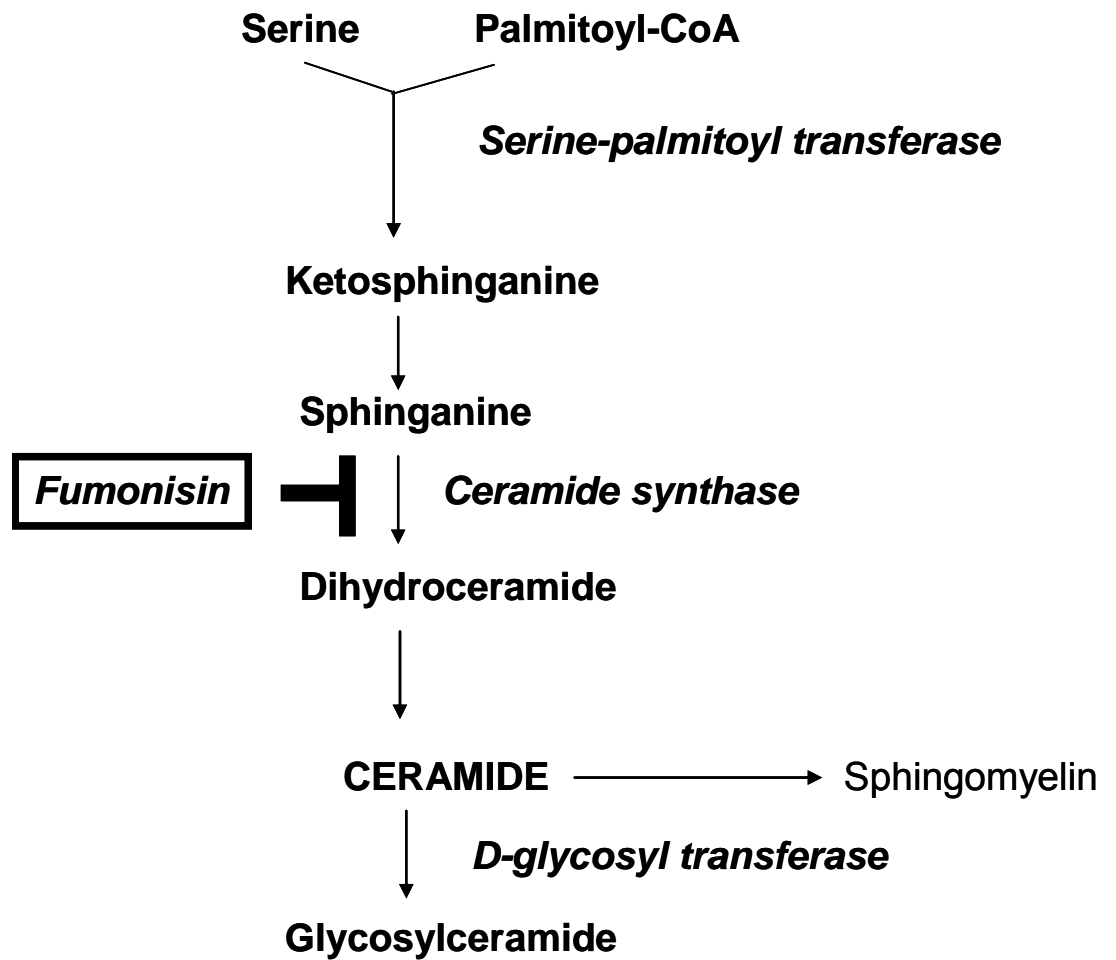 Serine
Palmitoyl-CoA
Serine-palmitoyl transferase
Ketosphinganine
Sphinganine
Fumonisin
Ceramide synthase
Dihydroceramide
CERAMIDE
Sphingomyelin
D-glycosyl transferase
Glycosylceramide